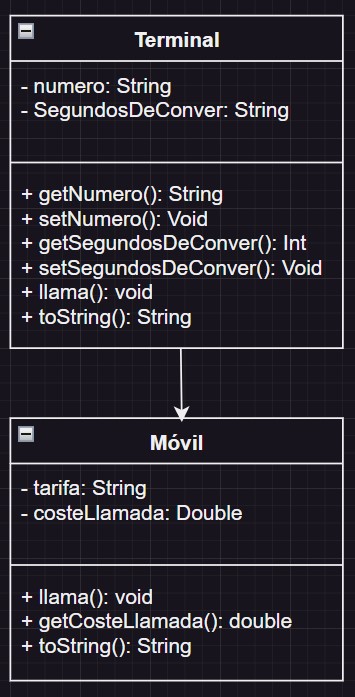 Terminal
- numero: String
- SegundosDeConver: String
+ getNumero(): String
+ setNumero(): Void
+ getSegundosDeConver(): Int
+ setSegundosDeConver(): Void
+ llama(): void
+ toString(): String
Móvil
- tarifa: String
- costeLlamada: Double
+ llama(): void
+ getCosteLlamada(): double
+ toString(): String